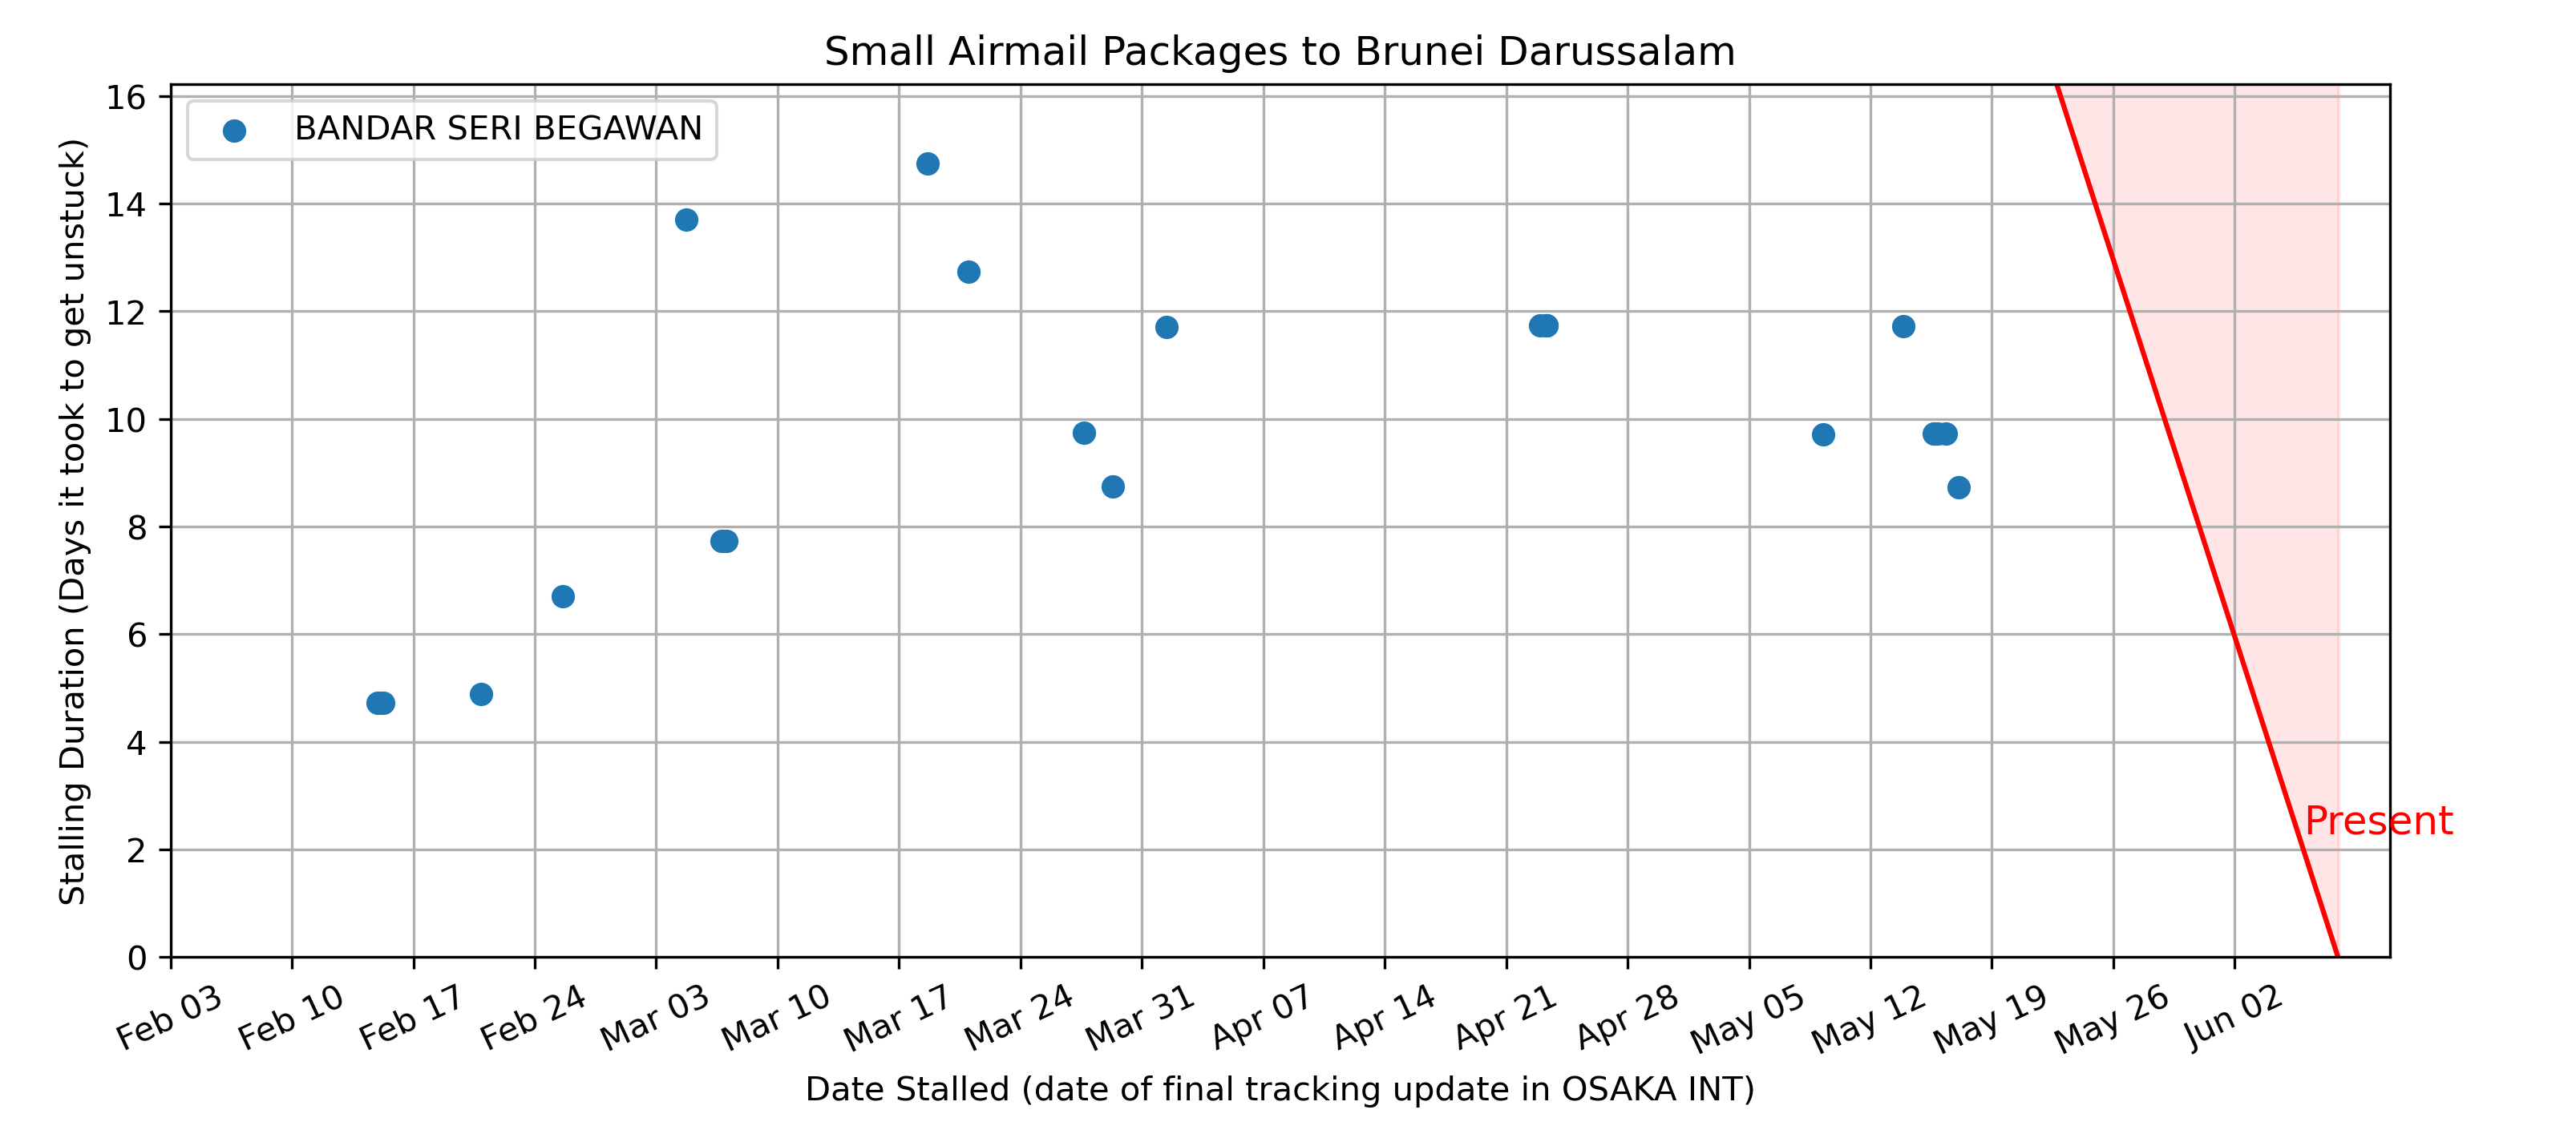 Small Airmail Packages to Brunei Darussalam
BANDAR SERI BEGAWAN
Stalling Duration (Days it took to get unstuck)
16
14
12
10
8
6
4
2
0
Present
Feb 03
Feb 10
Feb 17
Feb 24
Mar 03
Mar 10
Mar 17
Mar 24
Mar 31
Apr 07
Apr 14
Apr 21
Apr 28
May 05
May 12
May 19
May 26
Jun 02
Date Stalled (date of final tracking update in OSAKA INT)